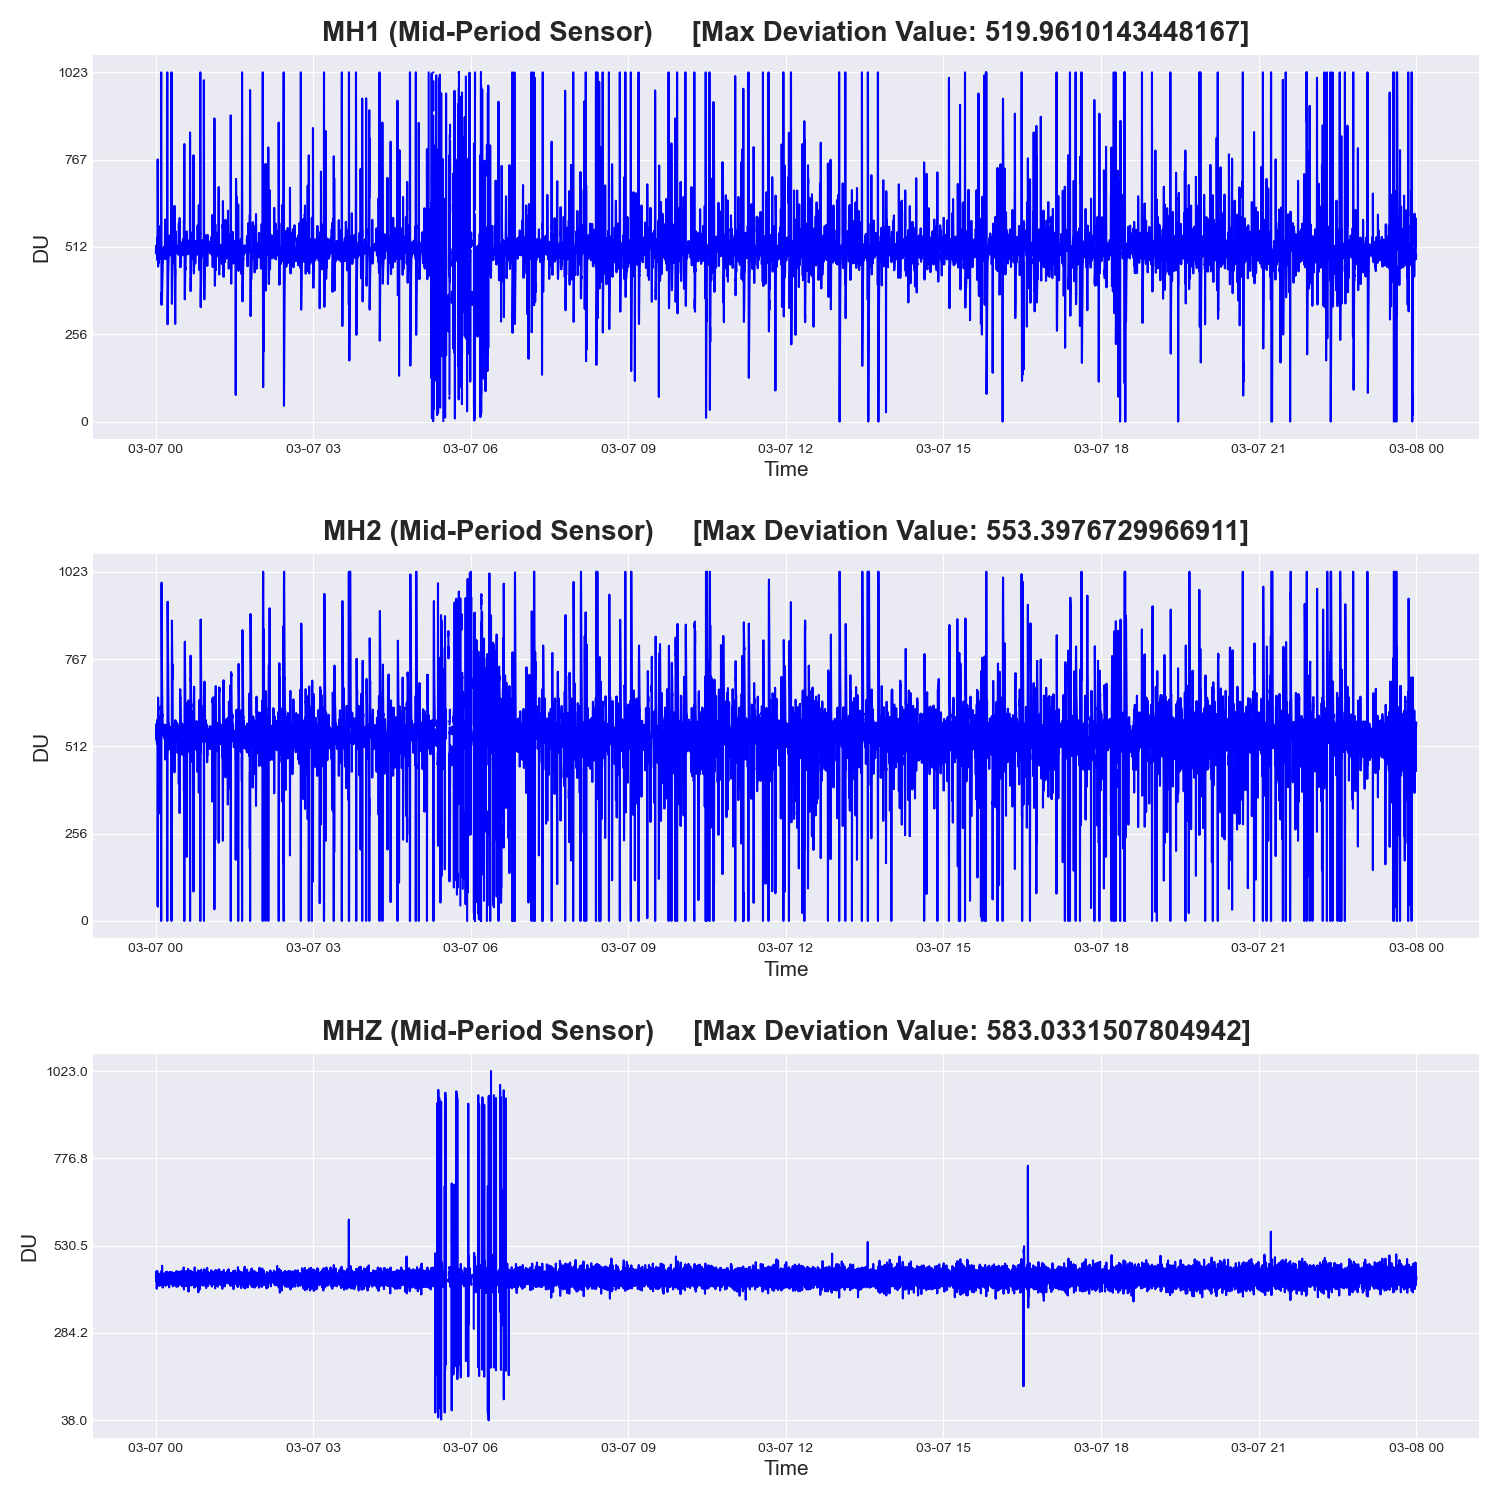 MH1 (Mid-Period Sensor) [Max Deviation Value: 519.9610143448167]
1023
767
512
256
0
DU
03-07 00 03-07 03 03-07 06 03-07 09 03-07 12 03-07 15 03-07 18 03-07 21 03-08 00
Time
MH2 (Mid-Period Sensor) [Max Deviation Value: 553.3976729966911]
1023
767
512
256
0
DU
03-07 00 03-07 03 03-07 06 03-07 09 03-07 12 03-07 15 03-07 18 03-07 21 03-08 00
Time
MHZ (Mid-Period Sensor) [Max Deviation Value: 583.0331507804942]
1023.0
776.8
530.5
284.2
38.0
DU
03-07 00 03-07 03 03-07 06 03-07 09 03-07 12 03-07 15 03-07 18 03-07 21 03-08 00
Time